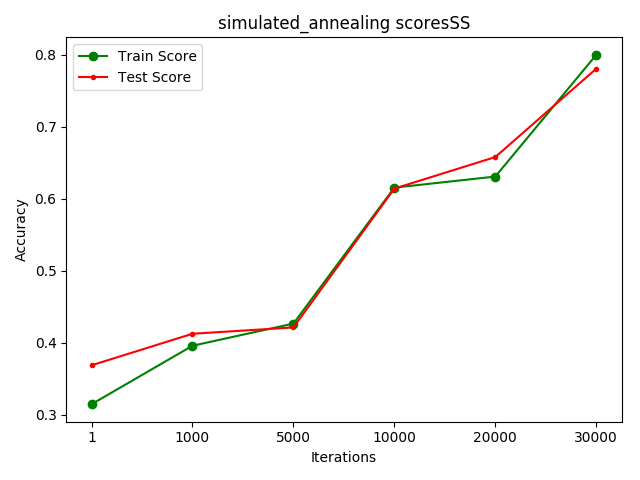 simulated_annealing scoresSS
Train Score
Test Score
0.8
0.7
0.6
0.5
0.4
0.3
Accuracy
1 1000 5000 10000 20000 30000
Iterations